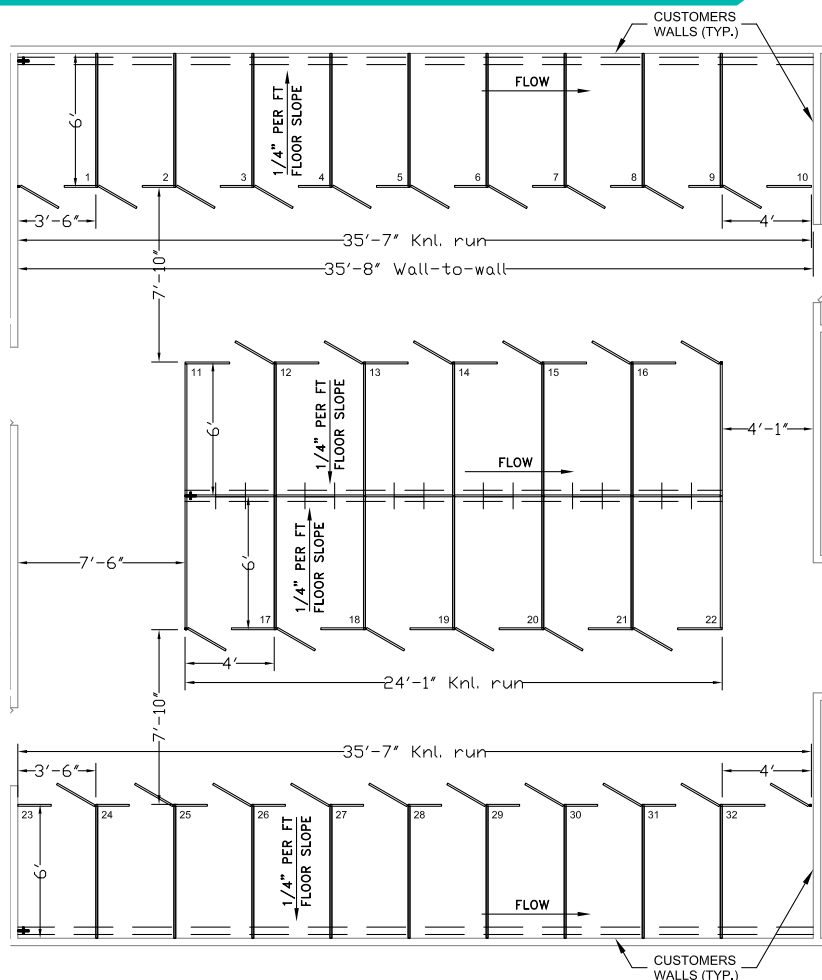 CUSTOMERS
WALLS (TYP.)
FLOW
1/4" PER FT
FLOOR SLOPE
6'
1
2
3
4
5
6
7
8
9
10
3'-6"
4'
35'-7" Knl. run
35'-8" Wall-to-wall
7'-10"
11
12
13
14
15
16
1/4" PER FT
FLOOR SLOPE
6'
4'-1"
FLOW
7'-6"
1/4" PER FT
FLOOR SLOPE
6'
17
18
19
20
21
22
4'
24'-1" Knl. run
7'-10"
35'-7" Knl. run
3'-6"
4'
23
24
25
26
27
28
29
30
31
32
6'
1/4" PER FT
FLOOR SLOPE
FLOW
CUSTOMERS
WALLS (TYP.)